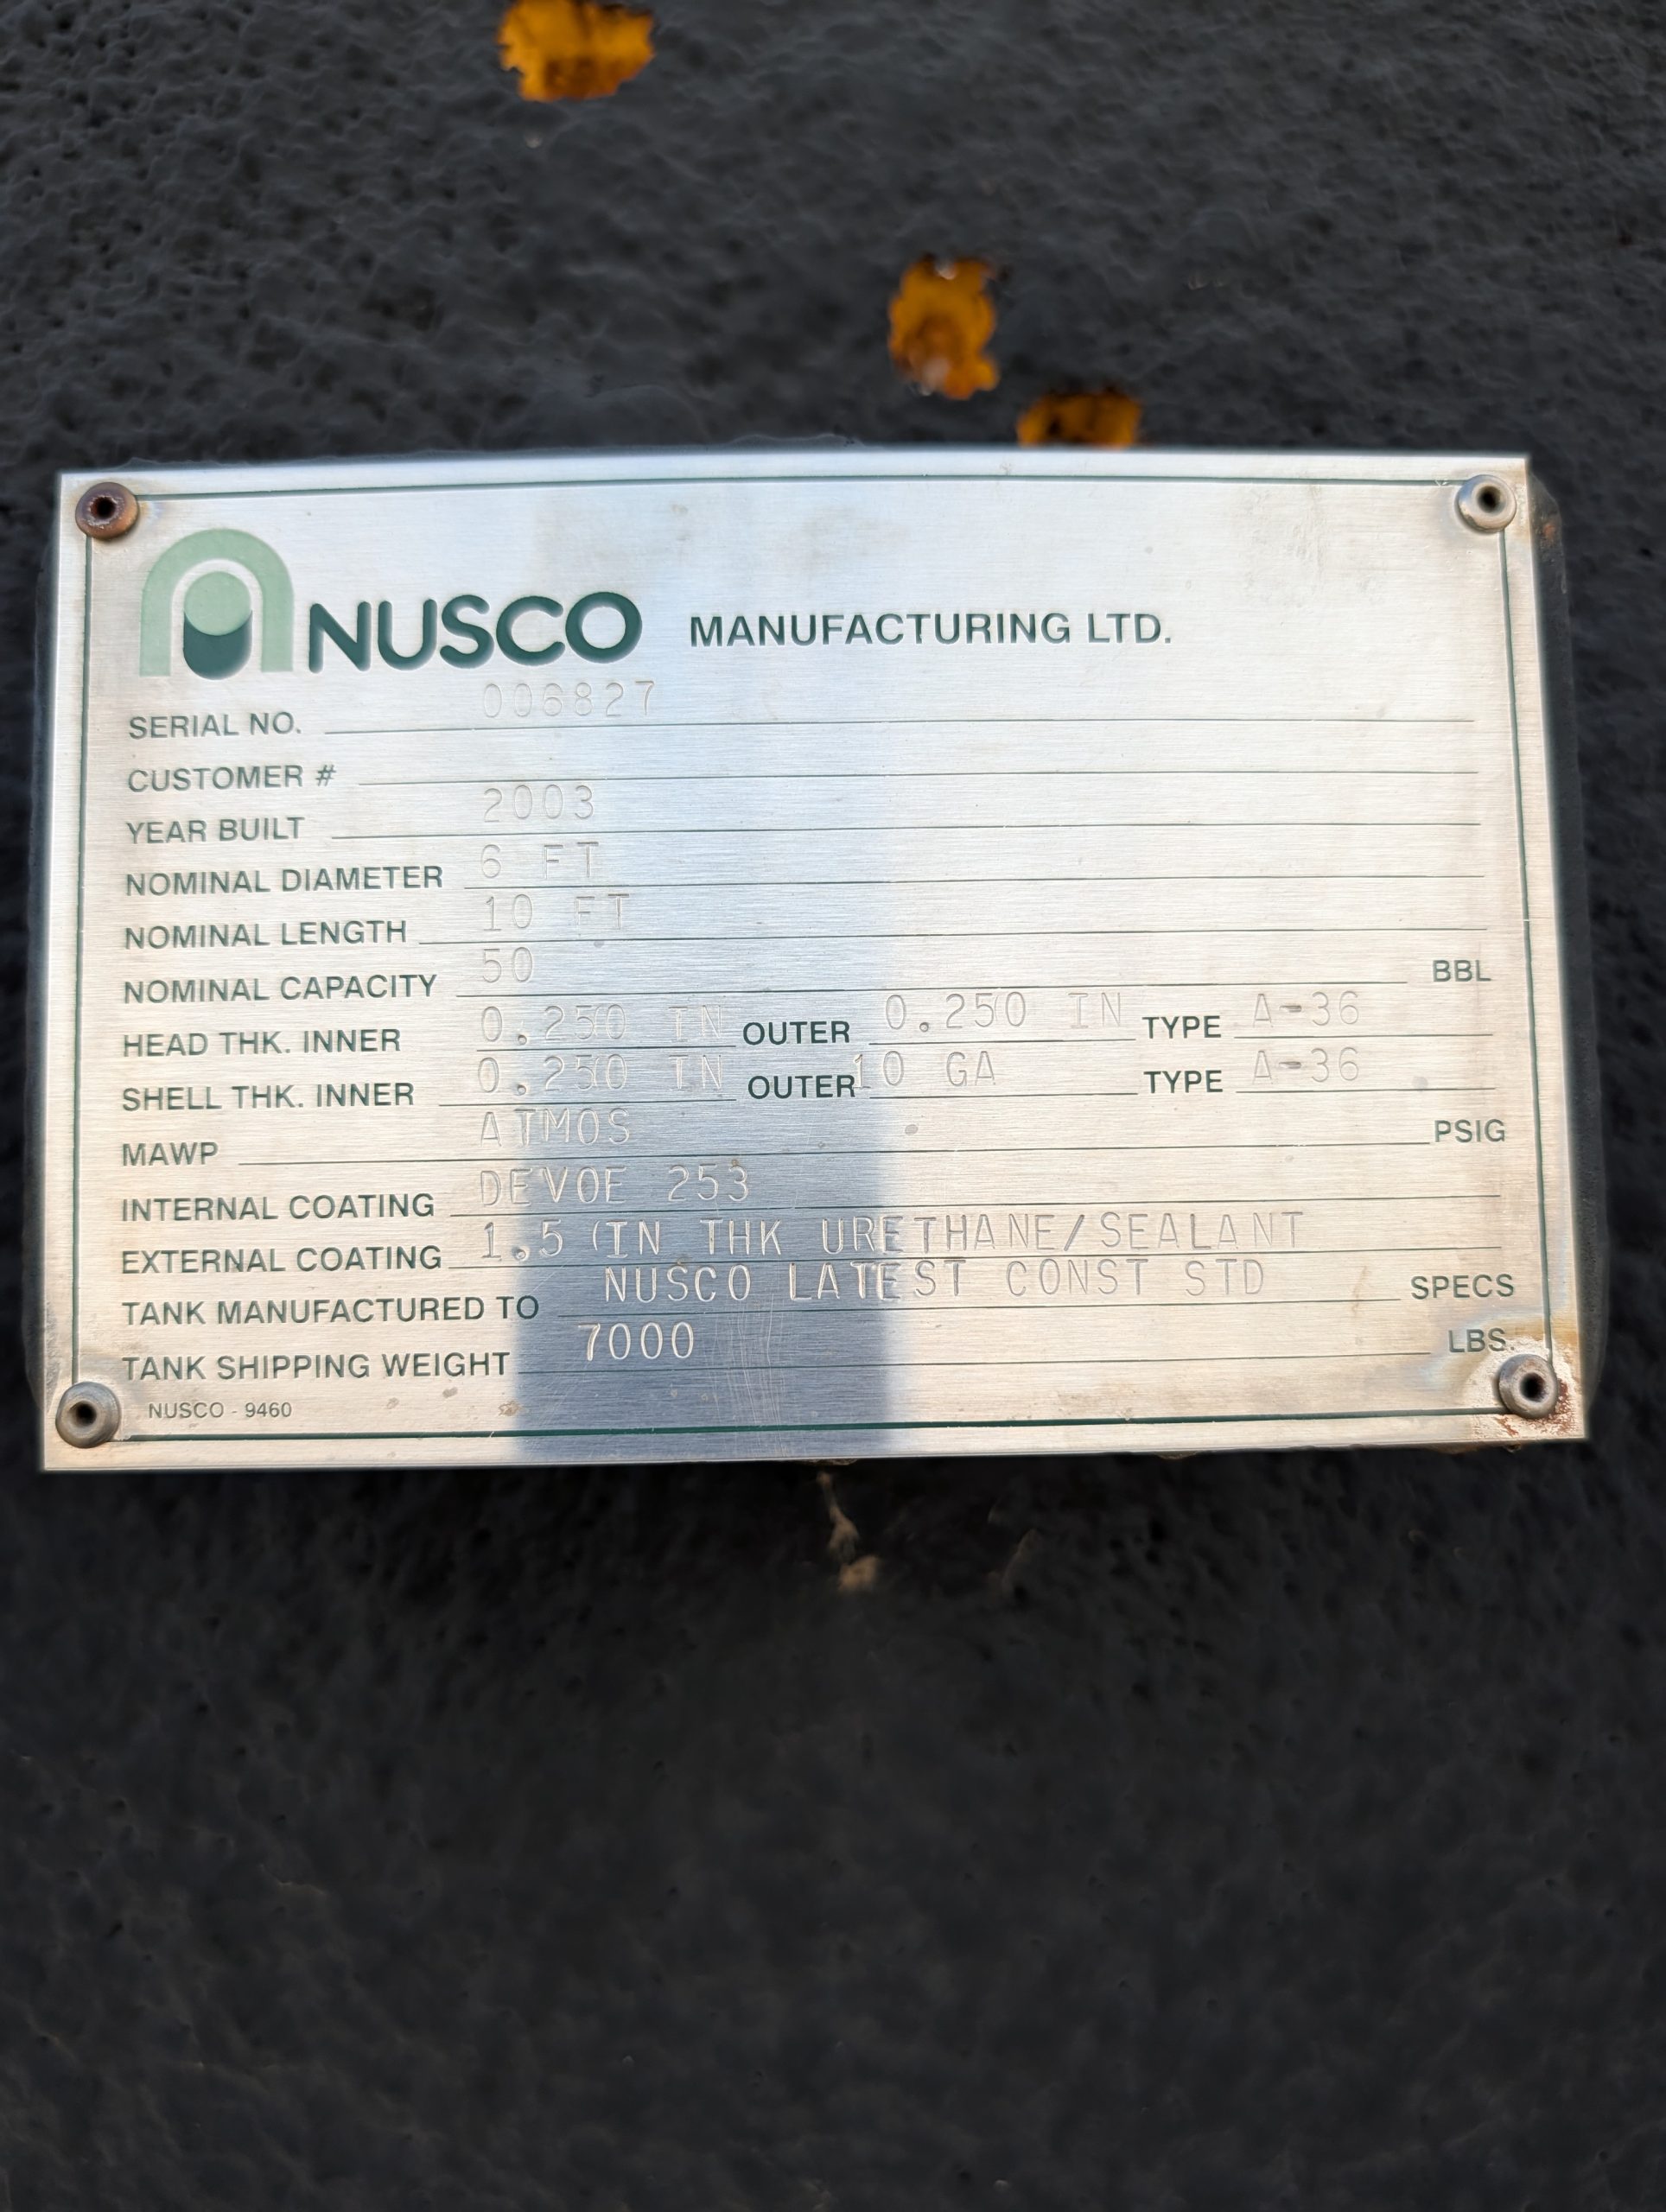 NUSCO MANUFACTURING LTD.
SERIAL NO. 006827
CUSTOMER #
YEAR BUILT 2003
NOMINAL DIAMETER 6 FT
NOMINAL LENGTH 10 FT
NOMINAL CAPACITY 50 BBL
HEAD THK. INNER 0.250 IN OUTER 0.250 IN TYPE A-36
SHELL THK. INNER 0.250 IN OUTER 10 GA TYPE A-36
MAWP ATMOS PSIG
INTERNAL COATING DEVOE 253
EXTERNAL COATING 1.5 (IN THK URETHANE/SEALANT
TANK MANUFACTURED TO NUSCO LATEST CONST STD SPECS
TANK SHIPPING WEIGHT 7000 LBS.
NUSCO - 9460